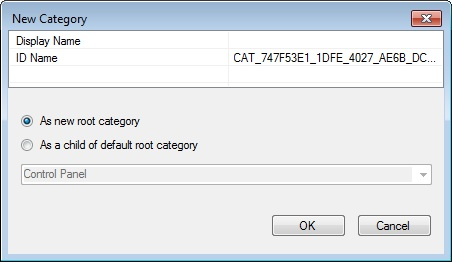 New Category
Display Name
ID Name CAT_747F53E1_1DFE_4027_AE6B_DC...
As new root category
As a child of default root category
Control Panel
OK Cancel